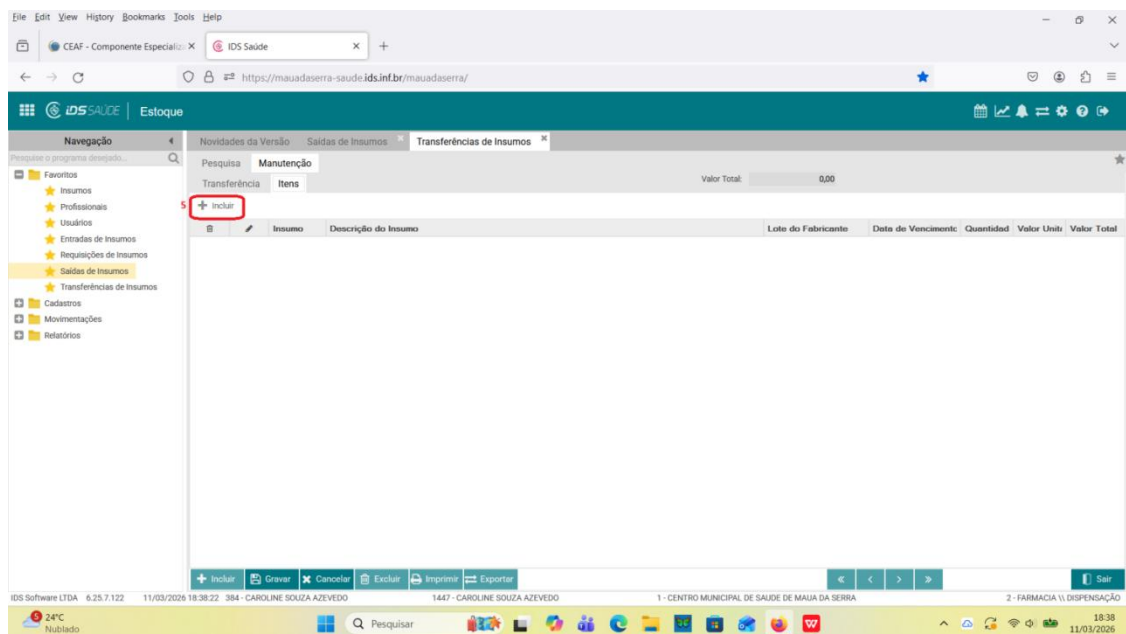 File Edit View History Bookmarks Tools Help
CEAF - Componente Especializ
IDS Saúde
https://mauadaserra-saude.ids.inf.br/mauadaserra/
iDSSAÚDE | Estoque
Navegação
Novidades da Versão Saídas de Insumos Transferências de Insumos
Pesquise o programa desejado...
Pesquisa Manutenção
Favoritos
Transferência Itens
Valor Total: 0,00
Insumos
5 Incluir
Profissionais
Usuários
Insumo Descrição do Insumo Lote do Fabricante Data de Vencimento Quantidad Valor Unita Valor Total
Entradas de Insumos
Requisições de Insumos
Saídas de Insumos
Transferências de Insumos
Cadastros
Movimentações
Relatórios
Incluir Gravar Cancelar Excluir Imprimir Exportar Sair
IDS Software LTDA 6.25.7.122 11/03/2026 18:38:22 384 - CAROLINE SOUZA AZEVEDO 1447 - CAROLINE SOUZA AZEVEDO 1 - CENTRO MUNICIPAL DE SAUDE DE MAUA DA SERRA 2 - FARMACIA \\ DISPENSAÇÃO
24°C
Nublado
Pesquisar
18:38
11/03/2026